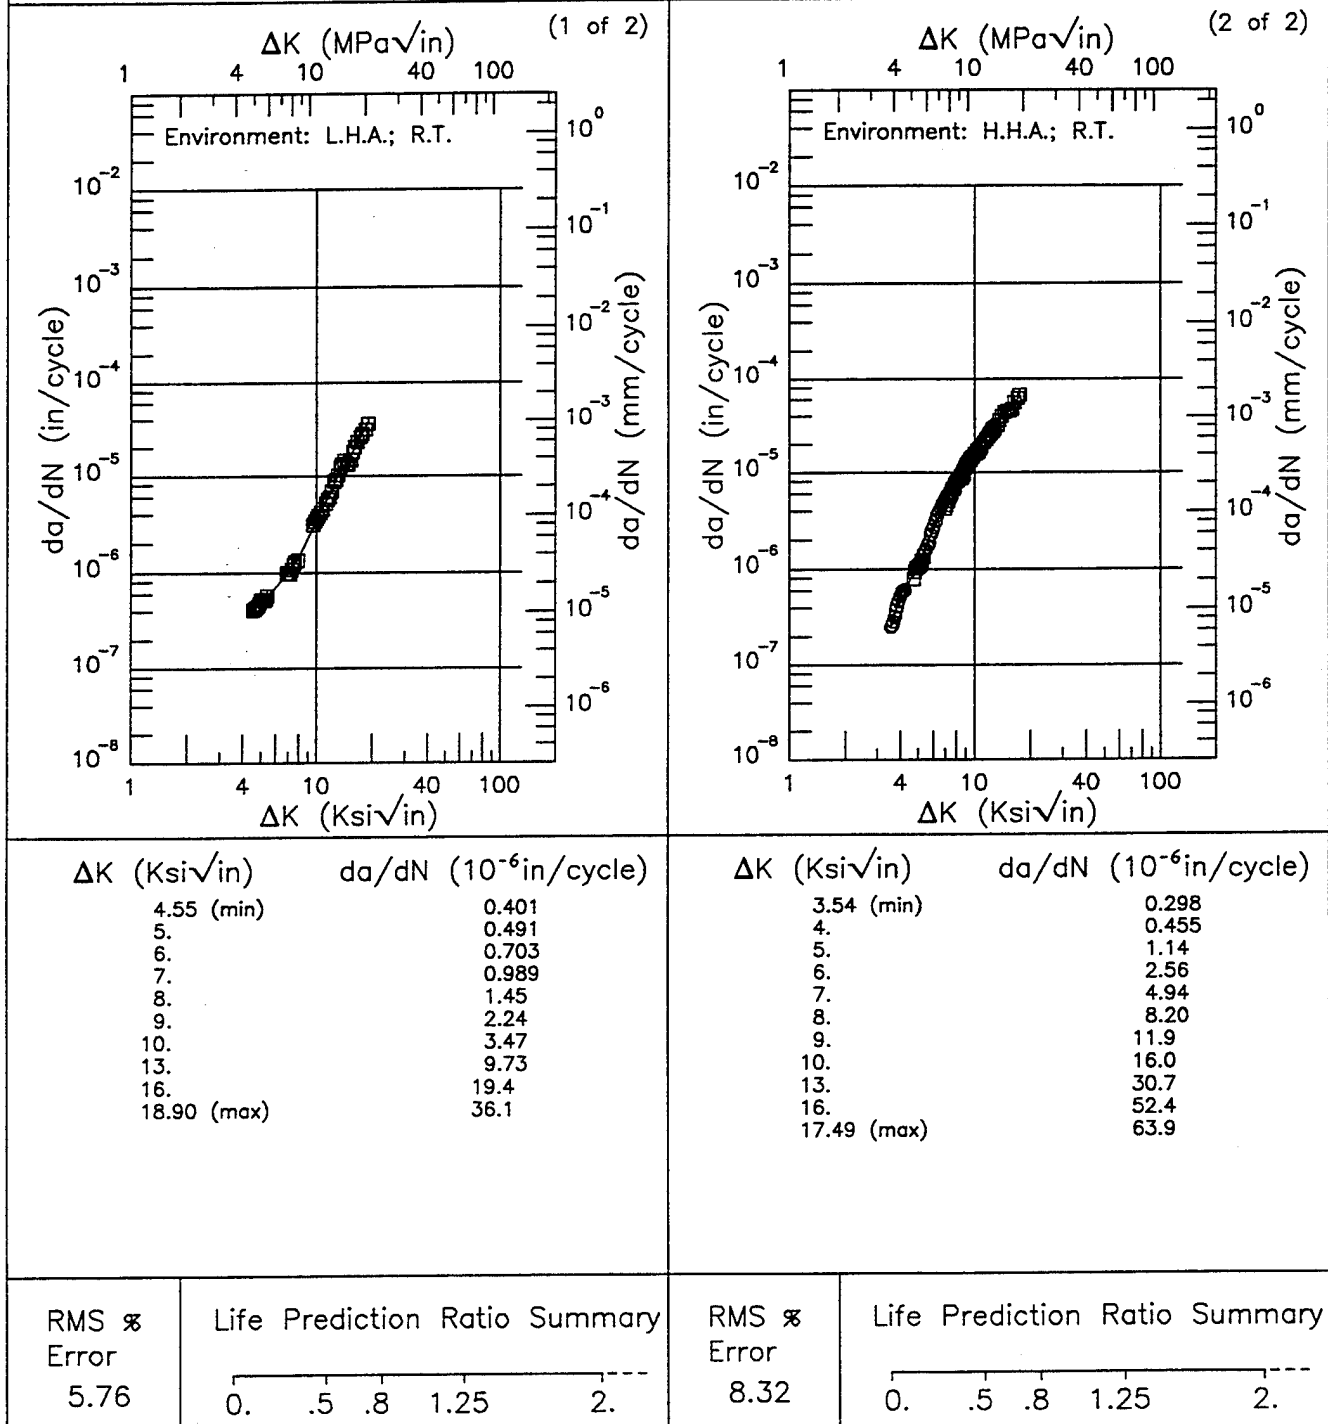 (1 of 2)
ΔK (MPa√in)
1 4 10 40 100
Environment: L.H.A.; R.T.
da/dN (in/cycle)
10⁻²
10⁻³
10⁻⁴
10⁻⁵
10⁻⁶
10⁻⁷
10⁻⁸
da/dN (mm/cycle)
10⁰
10⁻¹
10⁻²
10⁻³
10⁻⁴
10⁻⁵
10⁻⁶
1 4 10 40 100
ΔK (Ksi√in)
ΔK (Ksi√in) da/dN (10⁻⁶in/cycle)
4.55 (min) 0.401
5. 0.491
6. 0.703
7. 0.989
8. 1.45
9. 2.24
10. 3.47
13. 9.73
16. 19.4
18.90 (max) 36.1
RMS %
Error
5.76
Life Prediction Ratio Summary
0. .5 .8 1.25 2.
(2 of 2)
ΔK (MPa√in)
1 4 10 40 100
Environment: H.H.A.; R.T.
da/dN (in/cycle)
10⁻²
10⁻³
10⁻⁴
10⁻⁵
10⁻⁶
10⁻⁷
10⁻⁸
da/dN (mm/cycle)
10⁰
10⁻¹
10⁻²
10⁻³
10⁻⁴
10⁻⁵
10⁻⁶
1 4 10 40 100
ΔK (Ksi√in)
ΔK (Ksi√in) da/dN (10⁻⁶in/cycle)
3.54 (min) 0.298
4. 0.455
5. 1.14
6. 2.56
7. 4.94
8. 8.20
9. 11.9
10. 16.0
13. 30.7
16. 52.4
17.49 (max) 63.9
RMS %
Error
8.32
Life Prediction Ratio Summary
0. .5 .8 1.25 2.